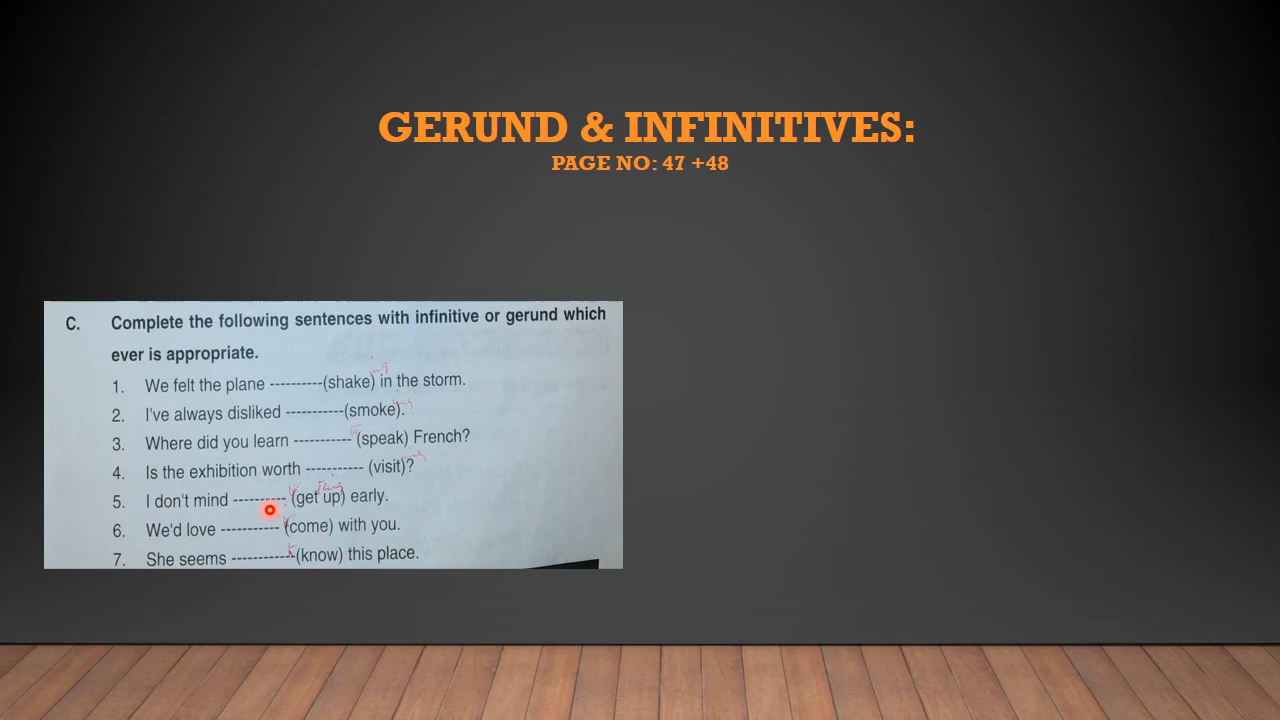 GERUND & INFINITIVES:
PAGE NO: 47 +48
C. Complete the following sentences with infinitive or gerund which
ever is appropriate.
1. We felt the plane ----------(shake) in the storm.
2. I've always disliked -----------(smoke).
3. Where did you learn ----------- (speak) French?
4. Is the exhibition worth ----------- (visit)?
5. I don't mind ---------- (get up) early.
6. We'd love ----------- (come) with you.
7. She seems ------------(know) this place.